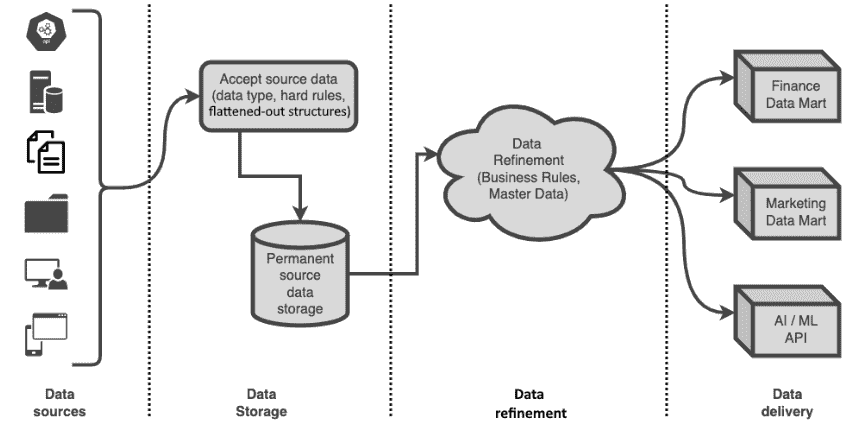 api
Accept source data
(data type, hard rules,
flattened-out structures)
Permanent
source
data
storage
Data
Refinement
(Business Rules,
Master Data)
Finance
Data Mart
Marketing
Data Mart
AI / ML
API
Data
sources
Data
Storage
Data
refinement
Data
delivery